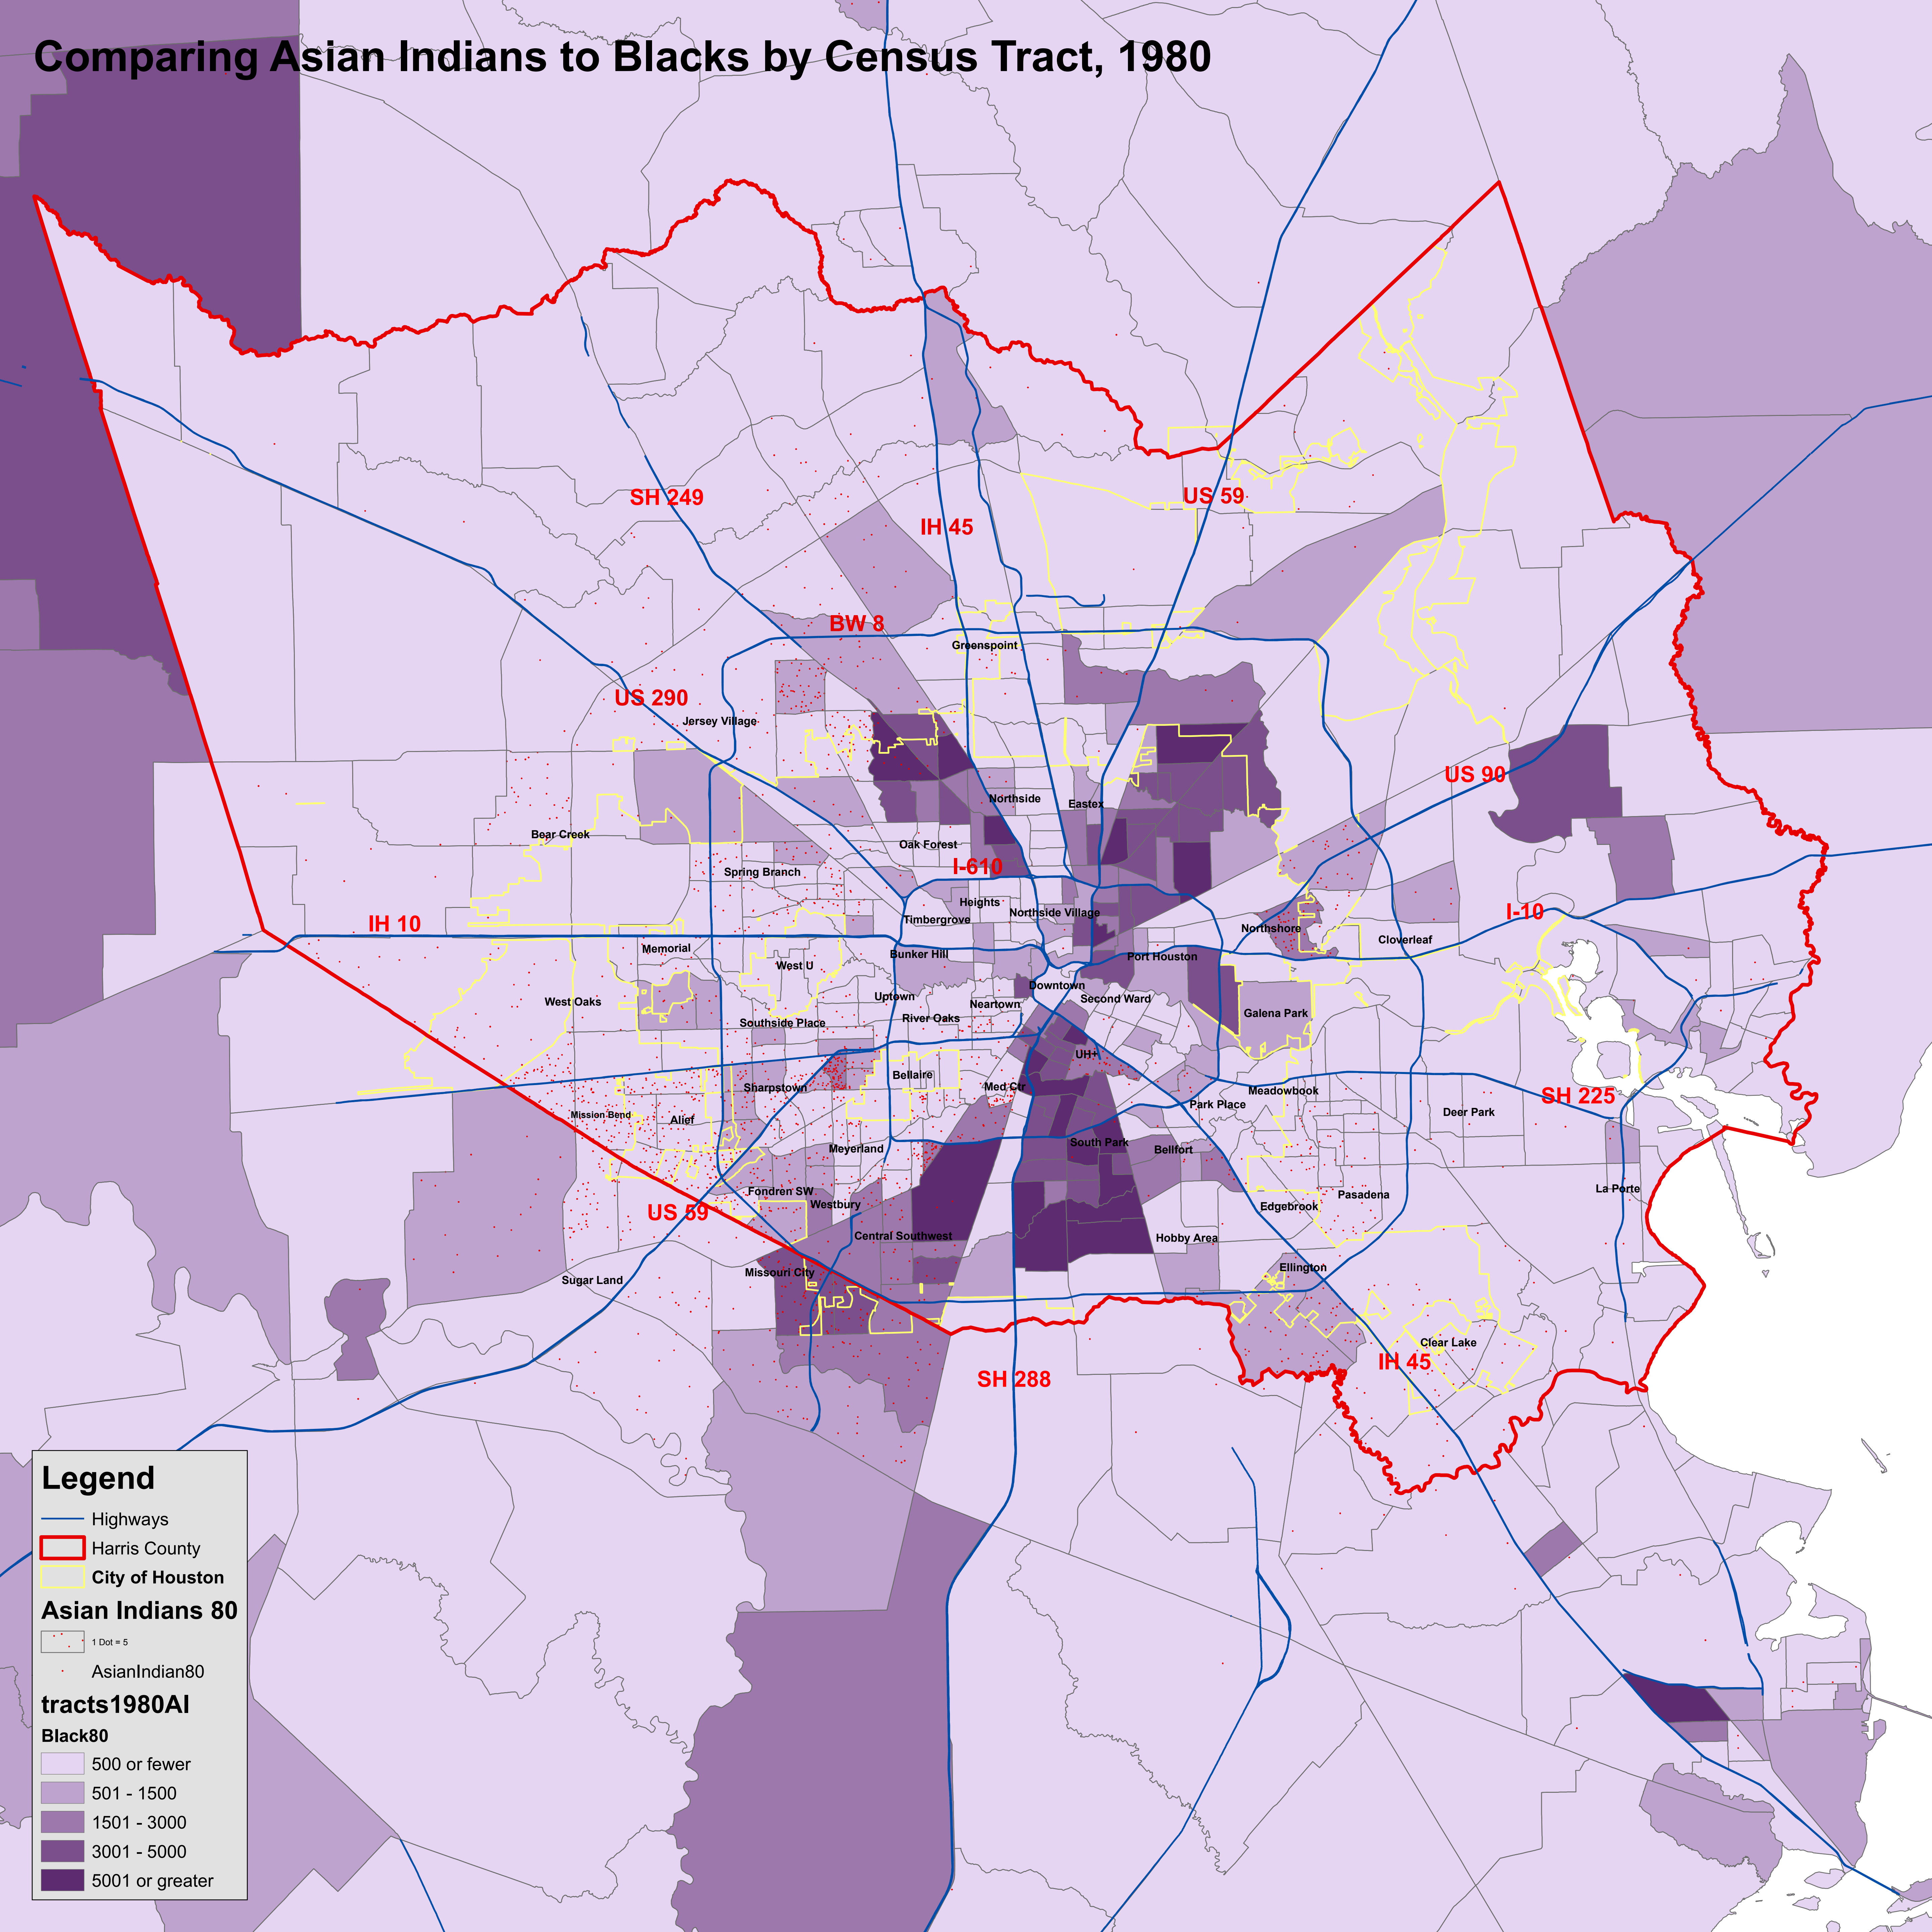 Comparing Asian Indians to Blacks by Census Tract, 1980
SH 249
US 59
IH 45
BW 8
Greenspoint
US 290
Jersey Village
US 90
Northside
Eastex
Bear Creek
Oak Forest
I-610
Spring Branch
Heights
Northside Village
I-10
Timbergrove
IH 10
Northshore
Cloverleaf
Memorial
Bunker Hill
Port Houston
West U
Downtown
West Oaks
Uptown
Neartown
Second Ward
Galena Park
River Oaks
Southside Place
UH+
Bellaire
Sharpstown
Med Ctr
Meadowbook
SH 225
Park Place
Deer Park
Mission Bend
Alief
South Park
Meyerland
Bellfort
Fondren SW
La Porte
Pasadena
Westbury
Edgebrook
US 59
Central Southwest
Hobby Area
Missouri City
Ellington
Sugar Land
Clear Lake
IH 45
SH 288
Legend
Highways
Harris County
City of Houston
Asian Indians 80
1 Dot = 5
AsianIndian80
tracts1980AI
Black80
500 or fewer
501 - 1500
1501 - 3000
3001 - 5000
5001 or greater